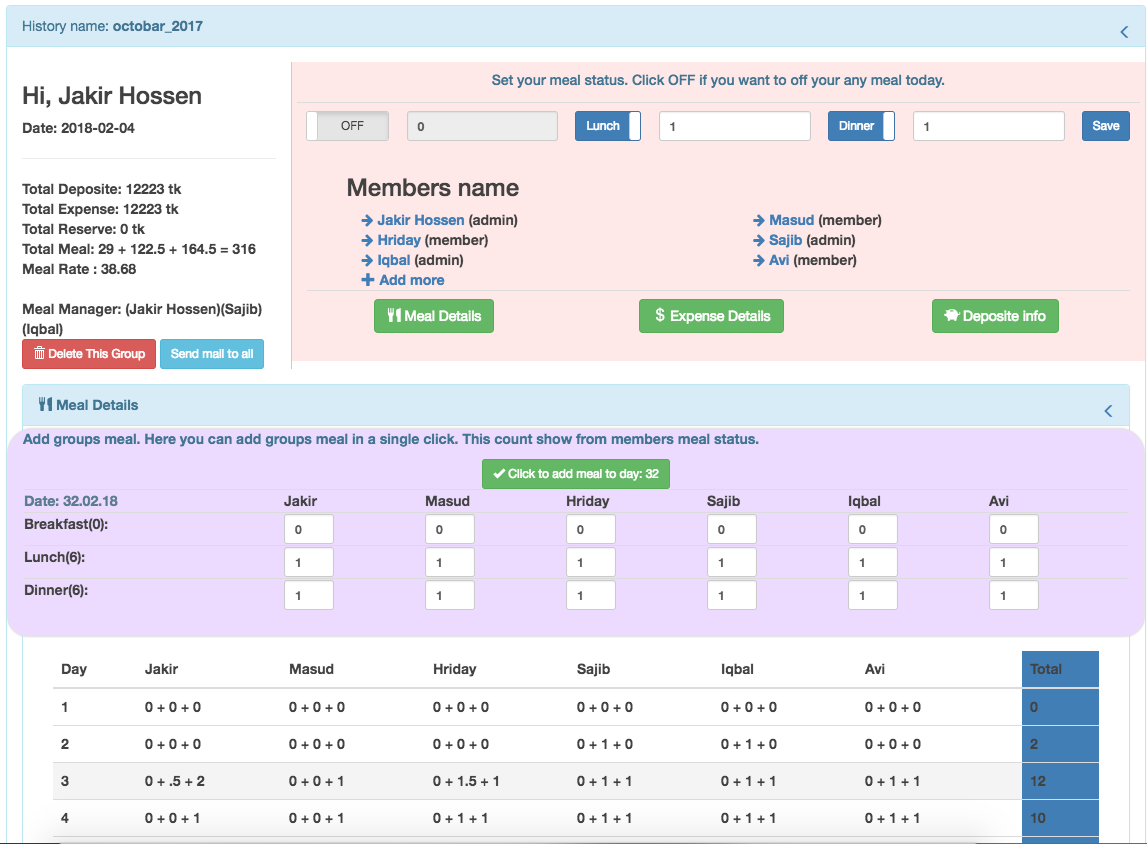 History name: octobar_2017
Hi, Jakir Hossen
Date: 2018-02-04
Total Deposite: 12223 tk
Total Expense: 12223 tk
Total Reserve: 0 tk
Total Meal: 29 + 122.5 + 164.5 = 316
Meal Rate : 38.68
Meal Manager: (Jakir Hossen)(Sajib)
(Iqbal)
Delete This Group Send mail to all
Set your meal status. Click OFF if you want to off your any meal today.
OFF 0 Lunch 1 Dinner 1 Save
Members name
Jakir Hossen (admin) Masud (member)
Hriday (member) Sajib (admin)
Iqbal (admin) Avi (member)
Add more
Meal Details $ Expense Details Deposite info
Meal Details
Add groups meal. Here you can add groups meal in a single click. This count show from members meal status.
Click to add meal to day: 32
Date: 32.02.18 Jakir Masud Hriday Sajib Iqbal Avi
Breakfast(0): 0 0 0 0 0 0
Lunch(6): 1 1 1 1 1 1
Dinner(6): 1 1 1 1 1 1
Day Jakir Masud Hriday Sajib Iqbal Avi Total
1 0 + 0 + 0 0 + 0 + 0 0 + 0 + 0 0 + 0 + 0 0 + 0 + 0 0 + 0 + 0 0
2 0 + 0 + 0 0 + 0 + 0 0 + 0 + 0 0 + 1 + 0 0 + 1 + 0 0 + 0 + 0 2
3 0 + .5 + 2 0 + 0 + 1 0 + 1.5 + 1 0 + 1 + 1 0 + 1 + 1 0 + 1 + 1 12
4 0 + 0 + 1 0 + 0 + 1 0 + 1 + 1 0 + 1 + 1 0 + 1 + 1 0 + 1 + 1 10